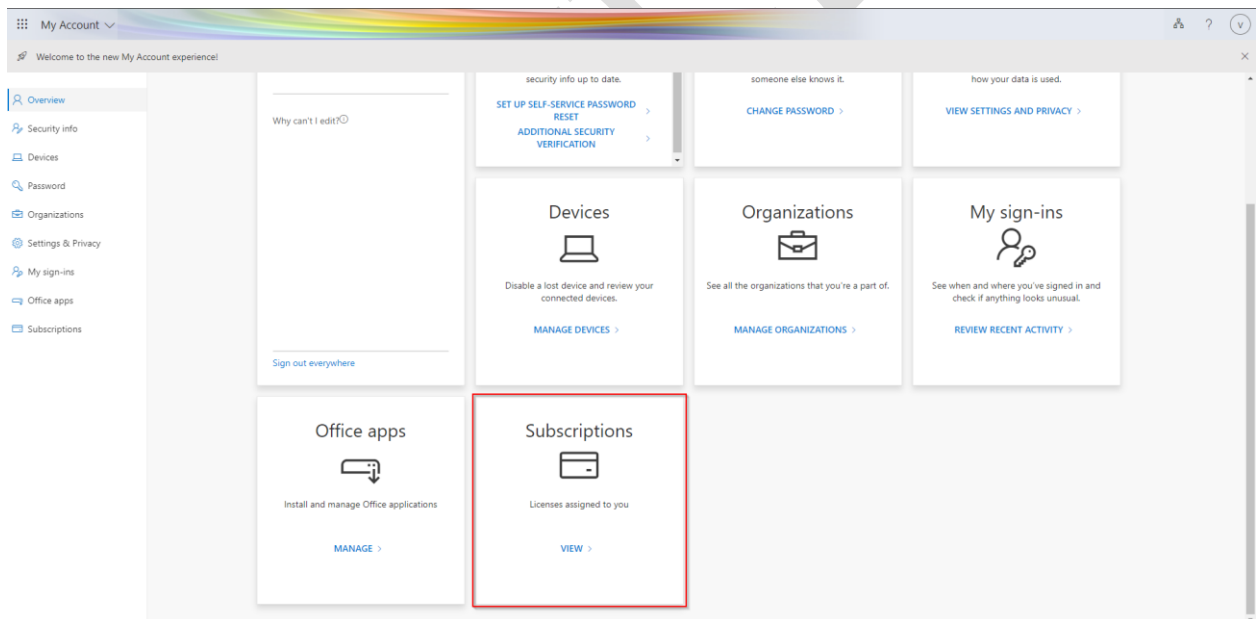 My Account
?
V
Welcome to the new My Account experience!
Overview
Security info
Devices
Password
Organizations
Settings & Privacy
My sign-ins
Office apps
Subscriptions
Why can't I edit?
Sign out everywhere
security info up to date.
SET UP SELF-SERVICE PASSWORD
RESET
ADDITIONAL SECURITY
VERIFICATION
someone else knows it.
CHANGE PASSWORD
how your data is used.
VIEW SETTINGS AND PRIVACY
Devices
Disable a lost device and review your
connected devices.
MANAGE DEVICES
Organizations
See all the organizations that you're a part of.
MANAGE ORGANIZATIONS
My sign-ins
See when and where you've signed in and
check if anything looks unusual.
REVIEW RECENT ACTIVITY
Office apps
Install and manage Office applications
MANAGE
Subscriptions
Licenses assigned to you
VIEW